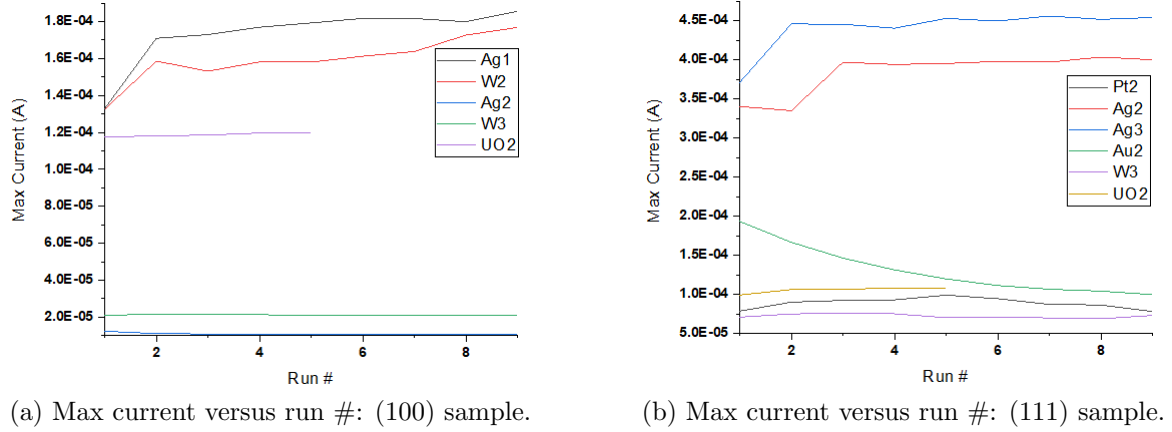 1.8E-04
1.6E-04
1.4E-04
1.2E-04
1.0E-04
8.0E-05
6.0E-05
4.0E-05
2.0E-05
Max Current (A)
2 4 6 8
Run #
Ag1
W2
Ag2
W3
UO2
(a) Max current versus run #: (100) sample.
4.5E-04
4.0E-04
3.5E-04
3.0E-04
2.5E-04
2.0E-04
1.5E-04
1.0E-04
5.0E-05
Max Current (A)
2 4 6 8
Run #
Pt2
Ag2
Ag3
Au2
W3
UO2
(b) Max current versus run #: (111) sample.